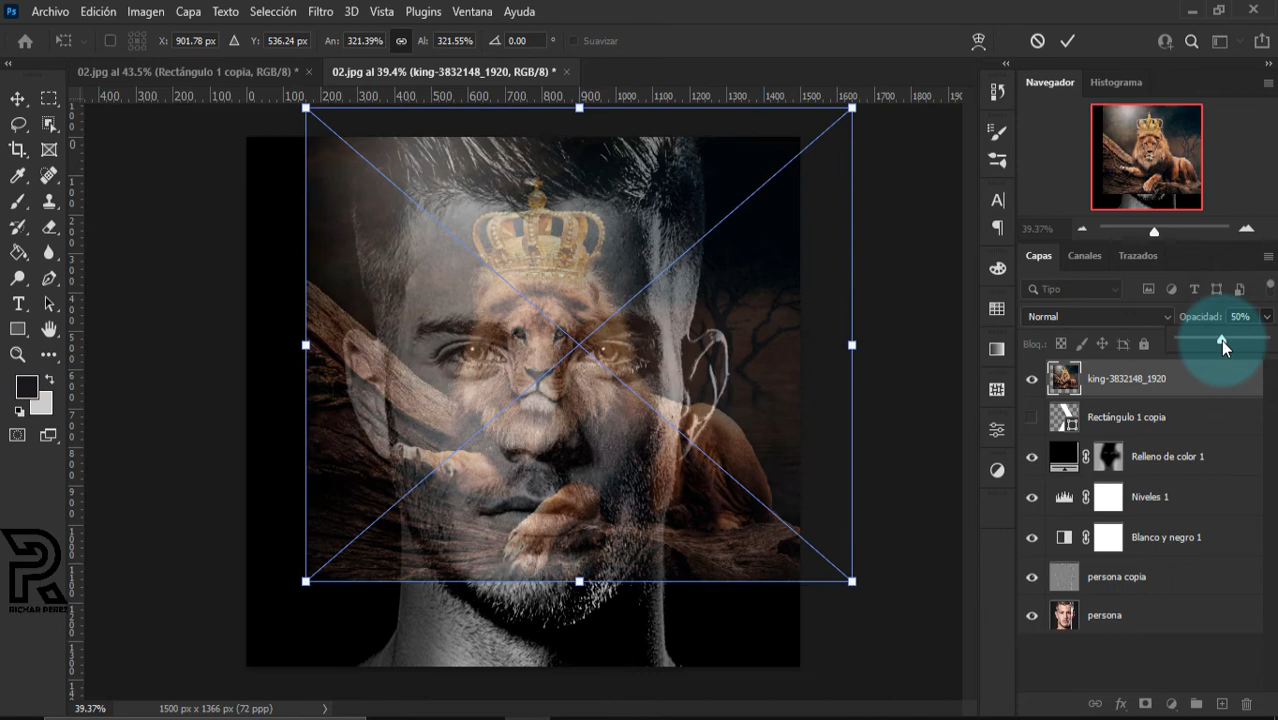 Ps Archivo Edición Imagen Capa Texto Selección Filtro 3D Vista Plugins Ventana Ayuda
X: 901.78 px Y: 536.24 px An: 321.39% Al: 321.55% 0.00 ° Suavizar
02.jpg al 43.5% (Rectángulo 1 copia, RGB/8) * × 02.jpg al 39.4% (king-3832148_1920, RGB/8) * ×
Navegador Histograma
400 300 200 100 0 100 200 300 400 500 600 700 800 900 1000 1100 1200 1300 1400 1500 1600 1700 1800
39.37%
Capas Canales Trazados
Tipo
Normal Opacidad: 50%
Bloq.:
king-3832148_1920
Rectángulo 1 copia
Relleno de color 1
Niveles 1
Blanco y negro 1
persona copia
persona
RICHAR PEREZ
39.37% 1500 px x 1366 px (72 ppp)